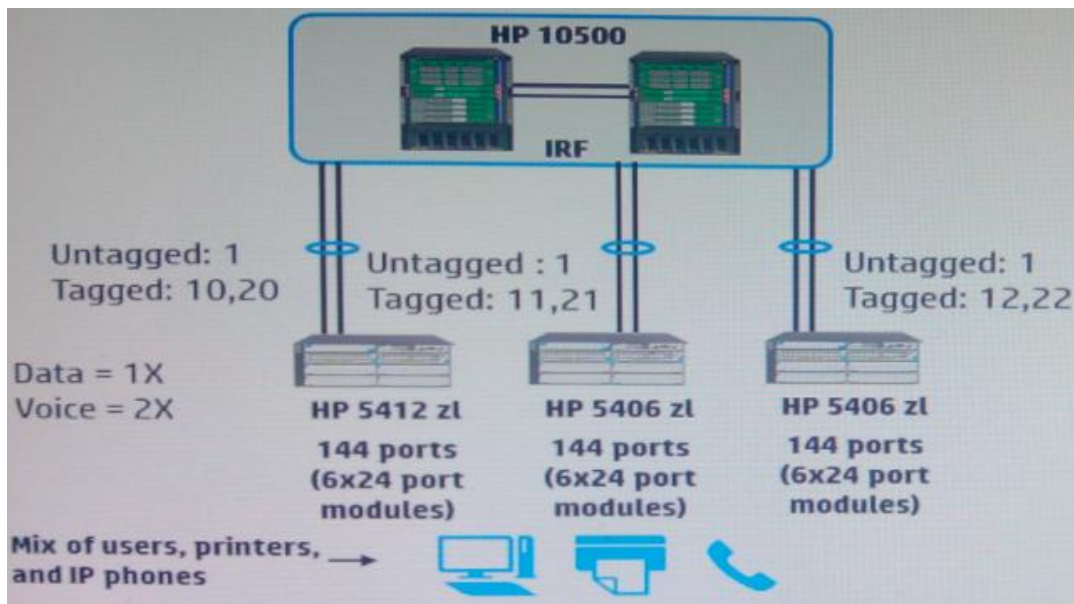 HP 10500
IRF
Untagged: 1
Tagged: 10,20
Untagged : 1
Tagged: 11,21
Untagged: 1
Tagged: 12,22
Data = 1X
Voice = 2X
HP 5412 zl
144 ports
(6x24 port
modules)
HP 5406 zl
144 ports
(6x24 port
modules)
HP 5406 zl
144 ports
(6x24 port
modules)
Mix of users, printers,
and IP phones